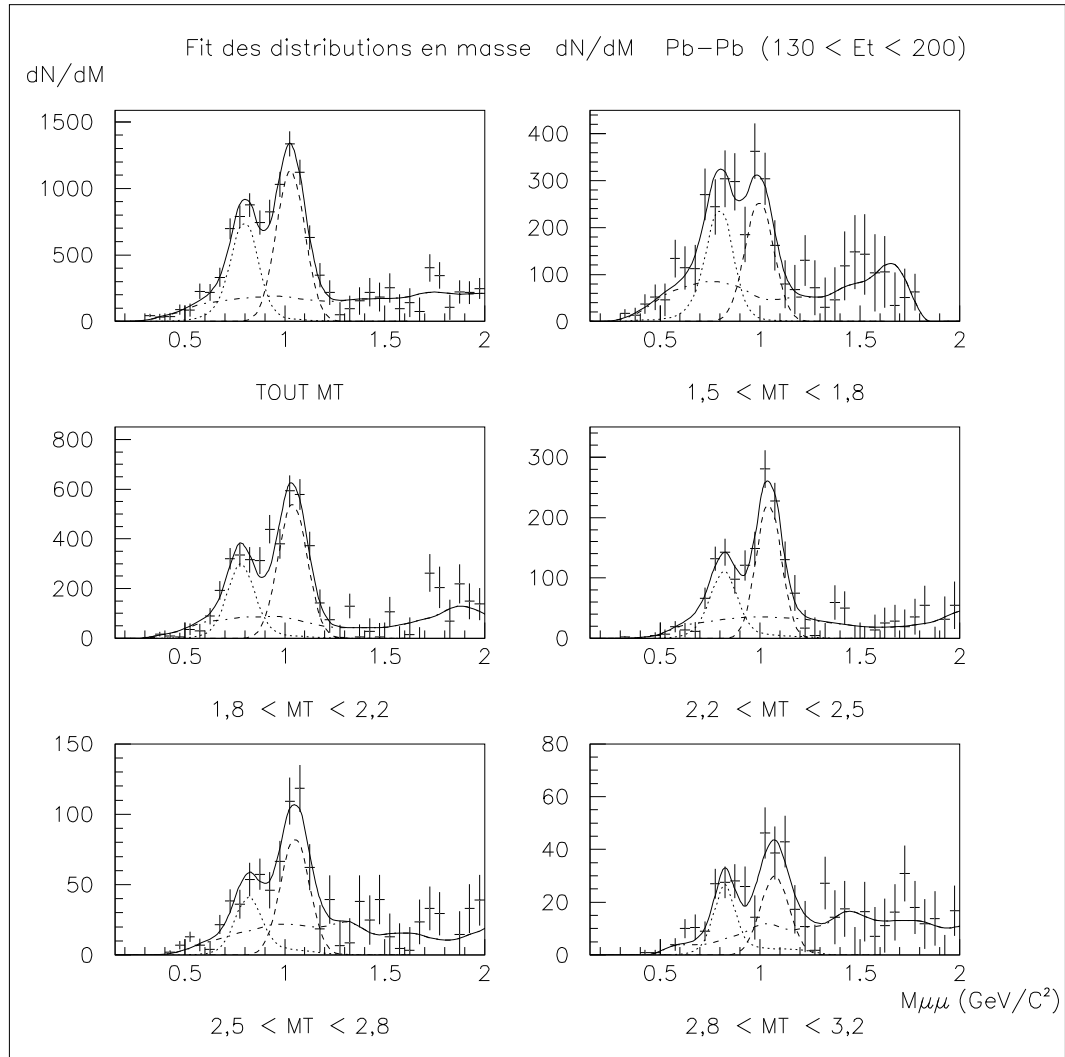 Fit des distributions en masse dN/dM Pb-Pb (130 < Et < 200)
dN/dM
1500
1000
500
0
0.5 1 1.5 2
TOUT MT
400
300
200
100
0
0.5 1 1.5 2
1,5 < MT < 1,8
800
600
400
200
0
0.5 1 1.5 2
1,8 < MT < 2,2
300
200
100
0
0.5 1 1.5 2
2,2 < MT < 2,5
150
100
50
0
0.5 1 1.5 2
2,5 < MT < 2,8
80
60
40
20
0
0.5 1 1.5 2
Mμμ (GeV/C²)
2,8 < MT < 3,2